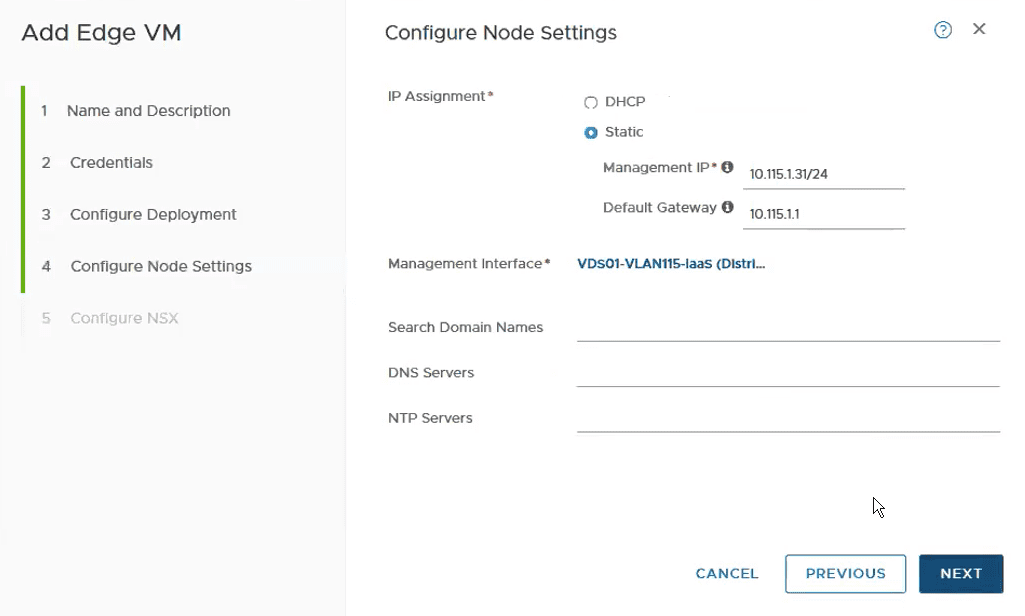 Add Edge VM
1 Name and Description
2 Credentials
3 Configure Deployment
4 Configure Node Settings
5 Configure NSX
Configure Node Settings
IP Assignment*
DHCP
Static
Management IP* 10.115.1.31/24
Default Gateway 10.115.1.1
Management Interface* VDS01-VLAN115-IaaS (Distri...
Search Domain Names
DNS Servers
NTP Servers
CANCEL PREVIOUS NEXT